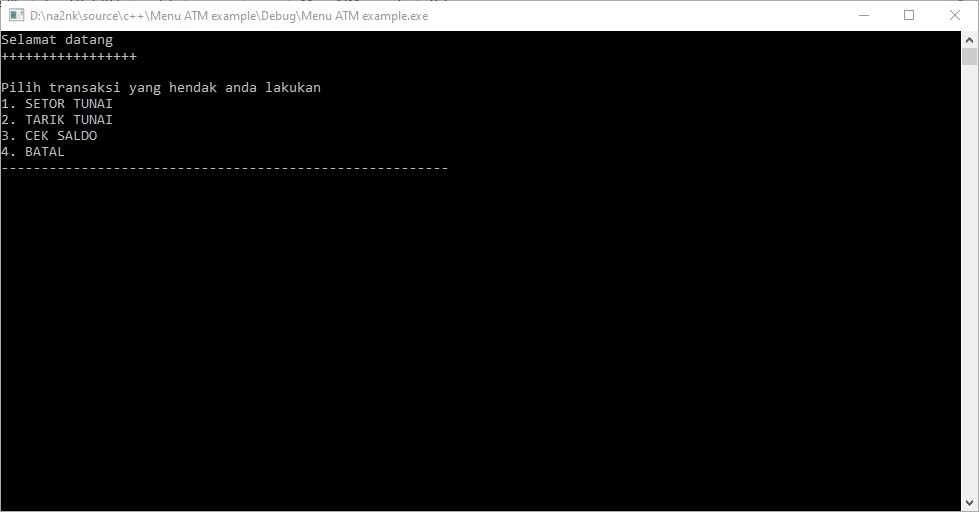 D:\na2nk\source\c++\Menu ATM example\Debug\Menu ATM example.exe
Selamat datang
+++++++++++++++++
Pilih transaksi yang hendak anda lakukan
1. SETOR TUNAI
2. TARIK TUNAI
3. CEK SALDO
4. BATAL
--------------------------------------------------------